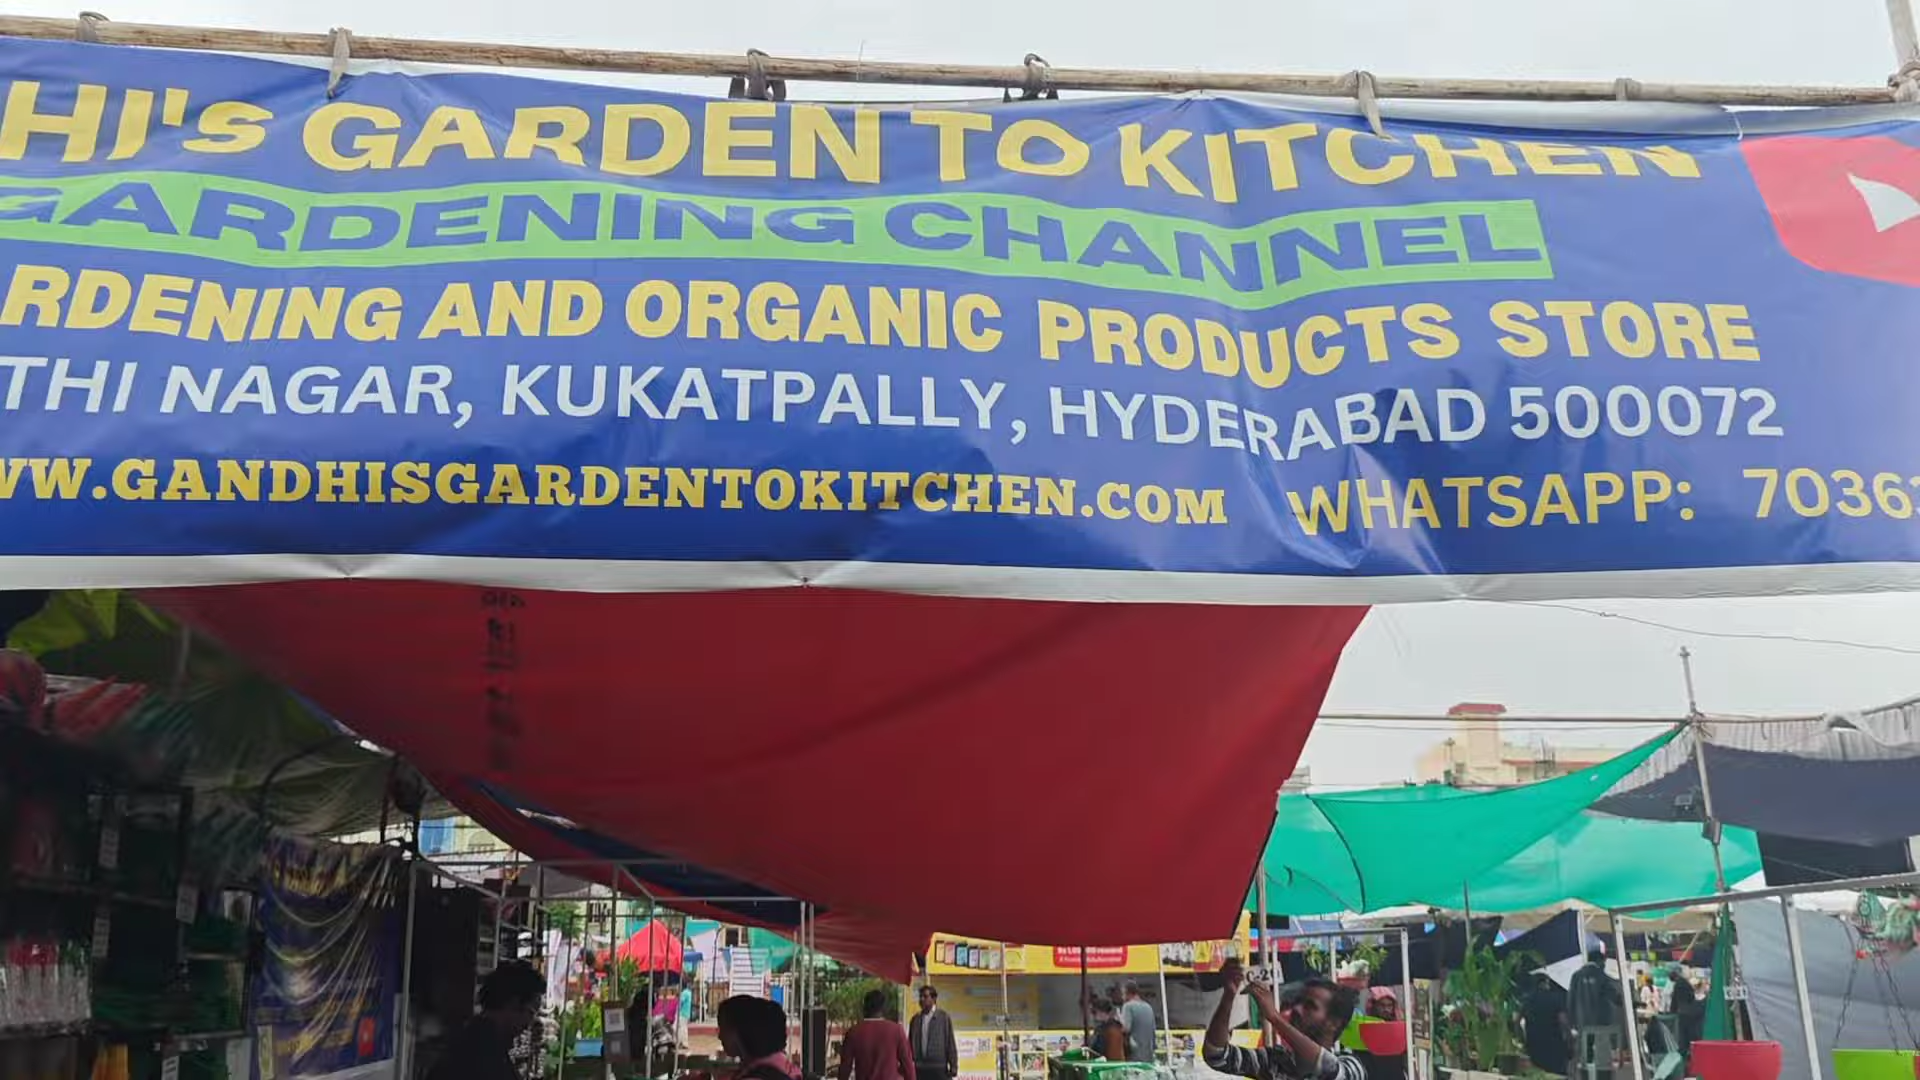 HI'S GARDEN TO KITCHEN
GARDENING CHANNEL
RDENING AND ORGANIC PRODUCTS STORE
THI NAGAR, KUKATPALLY, HYDERABAD 500072
WW.GANDHISGARDENTOKITCHEN.COM WHATSAPP: 7036